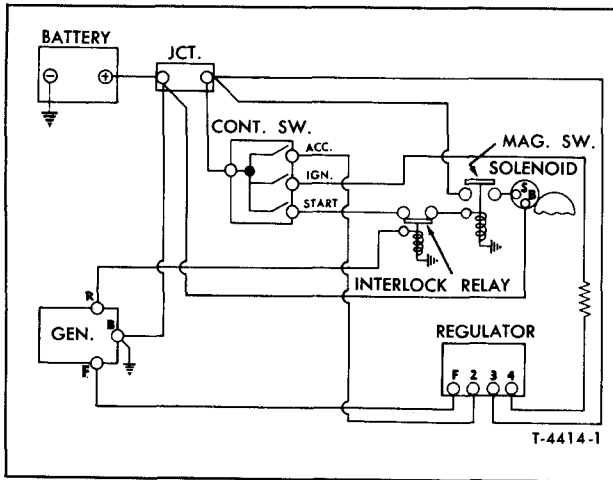 BATTERY
JCT.
−
+
CONT. SW.
MAG. SW.
SOLENOID
ACC.
IGN.
START
S
B
INTERLOCK RELAY
R
GEN.
B
F
REGULATOR
F 2 3 4
T-4414-1